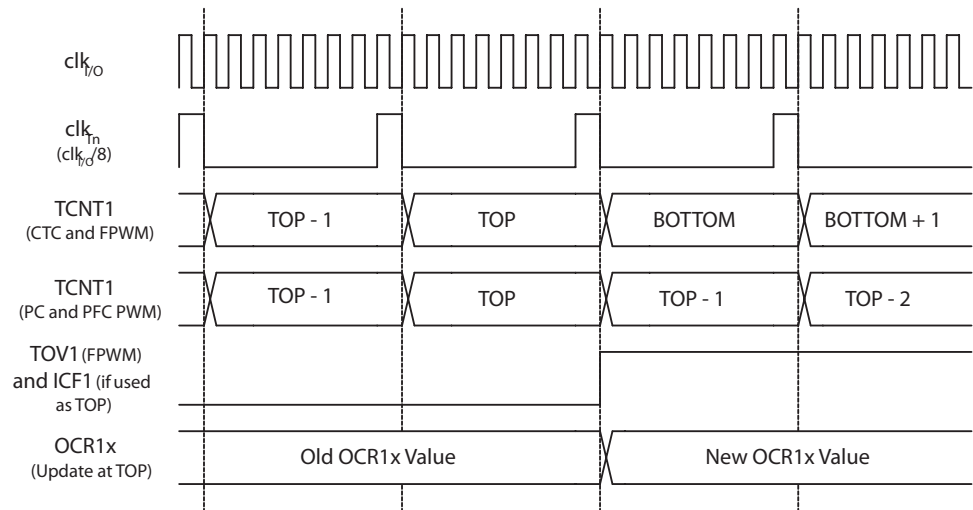 clkI/O
clkTn
(clkI/O/8)
TCNT1
(CTC and FPWM)
TOP - 1
TOP
BOTTOM
BOTTOM + 1
TCNT1
(PC and PFC PWM)
TOP - 1
TOP
TOP - 1
TOP - 2
TOV1 (FPWM)
and ICF1 (if used
as TOP)
OCR1x
(Update at TOP)
Old OCR1x Value
New OCR1x Value